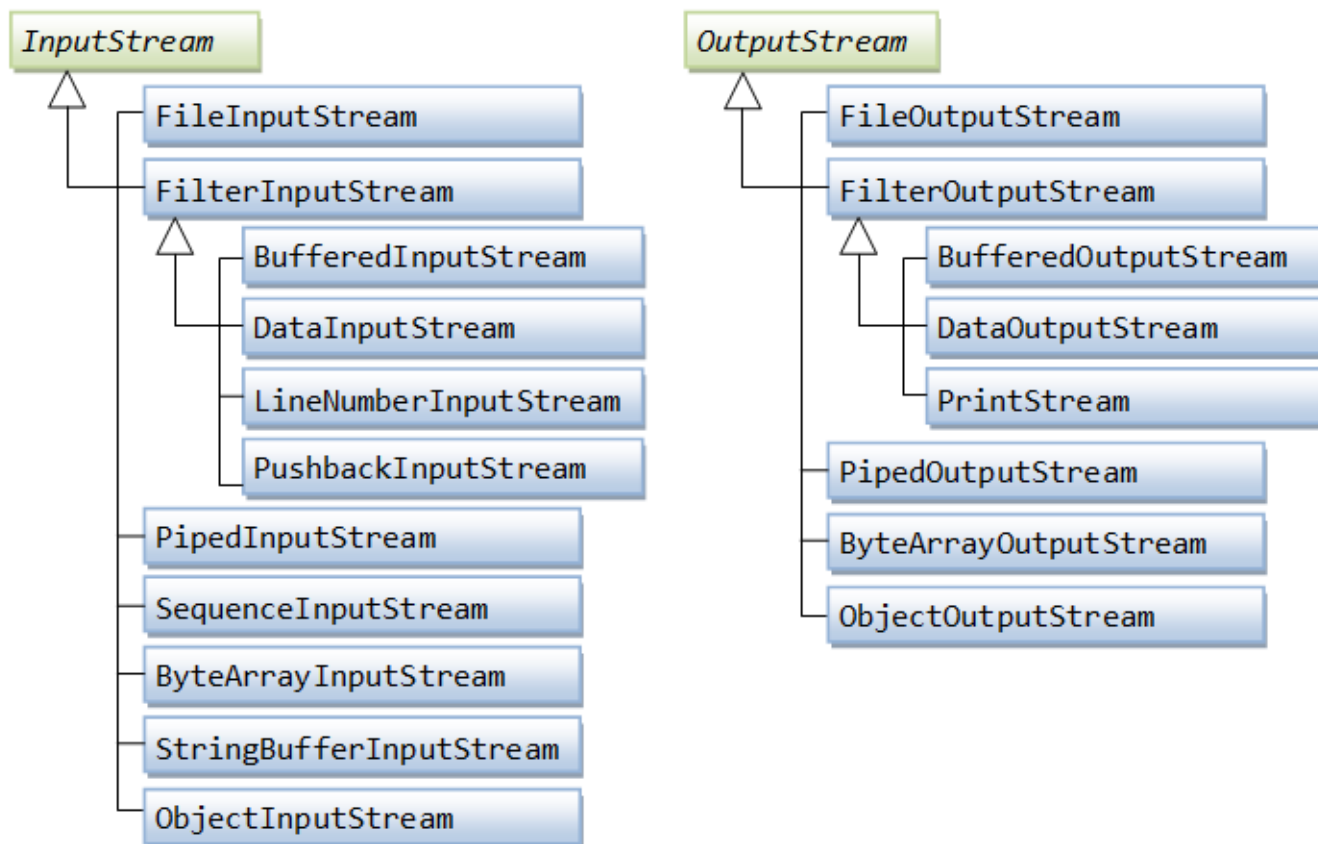 InputStream
FileInputStream
FilterInputStream
BufferedInputStream
DataInputStream
LineNumberInputStream
PushbackInputStream
PipedInputStream
SequenceInputStream
ByteArrayInputStream
StringBufferInputStream
ObjectInputStream
OutputStream
FileOutputStream
FilterOutputStream
BufferedOutputStream
DataOutputStream
PrintStream
PipedOutputStream
ByteArrayOutputStream
ObjectOutputStream